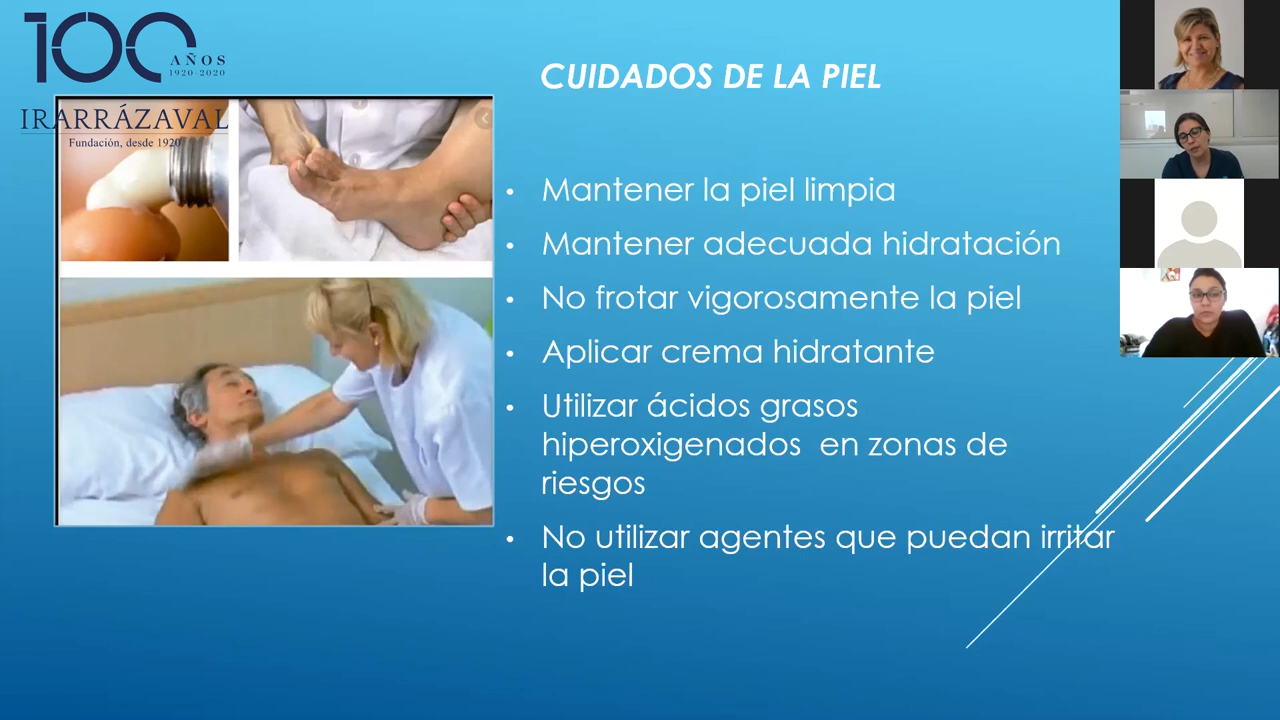 100
AÑOS
1920-2020
IRARRÁZAVAL
Fundación, desde 1920
CUIDADOS DE LA PIEL
• Mantener la piel limpia
• Mantener adecuada hidratación
• No frotar vigorosamente la piel
• Aplicar crema hidratante
• Utilizar ácidos grasos
hiperoxigenados en zonas de
riesgos
• No utilizar agentes que puedan irritar
la piel